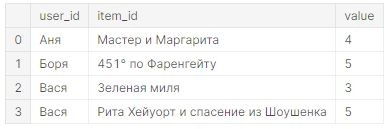 user_id item_id value
0 Аня Мастер и Маргарита 4
1 Боря 451° по Фаренгейту 5
2 Вася Зеленая миля 3
3 Вася Рита Хейуорт и спасение из Шоушенка 5